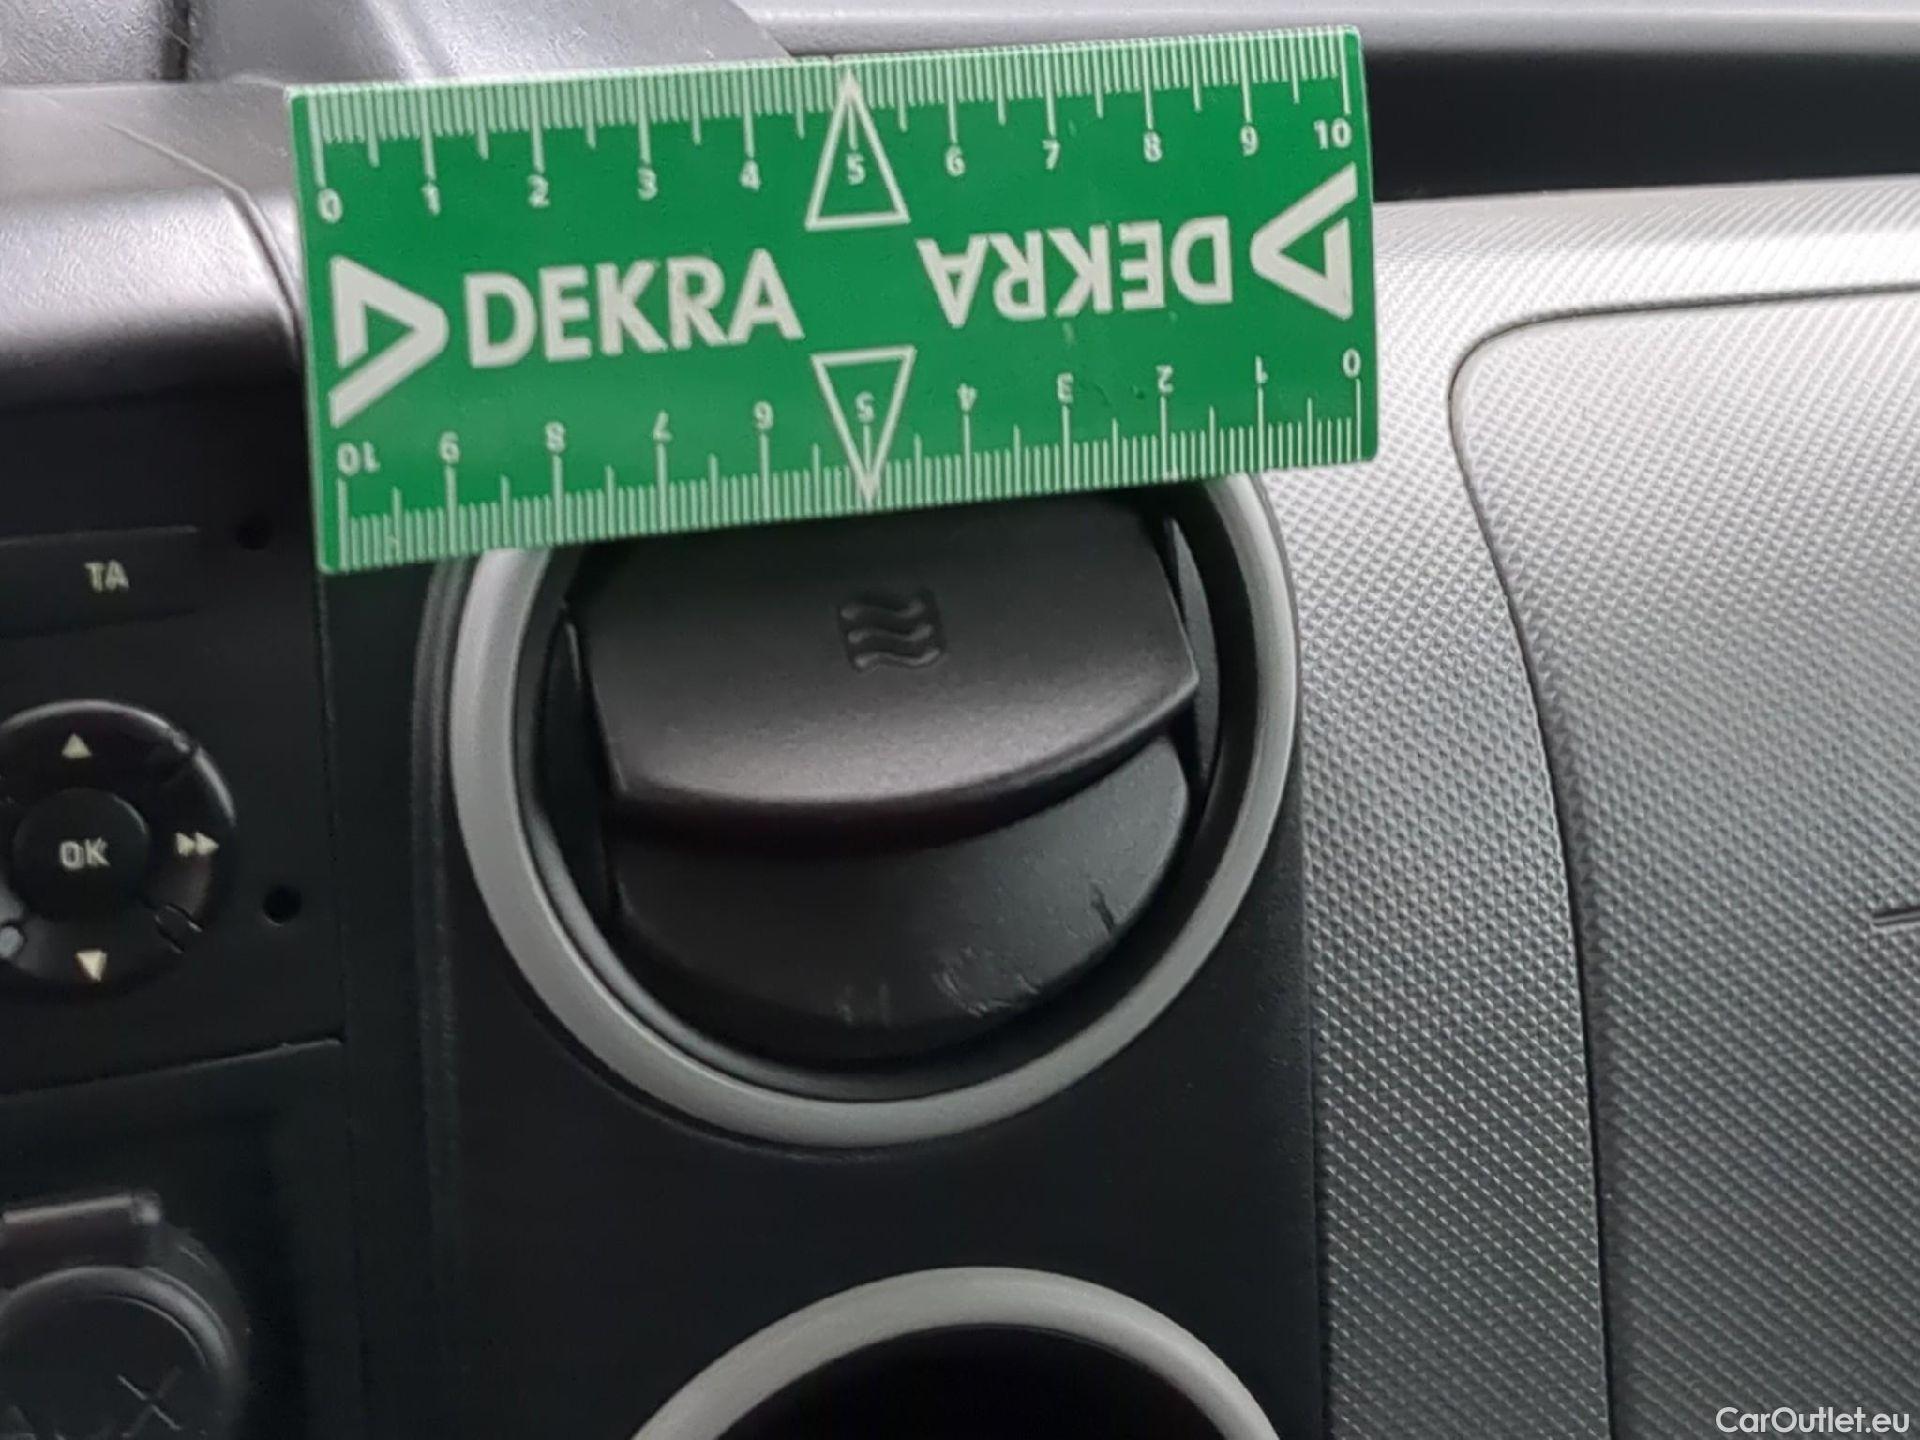 0 1 2 3 4 5 6 7 8 9 10
DEKRA DEKRA
10 9 8 7 6 5 4 3 2 1 0
TA
OK
CarOutlet.eu